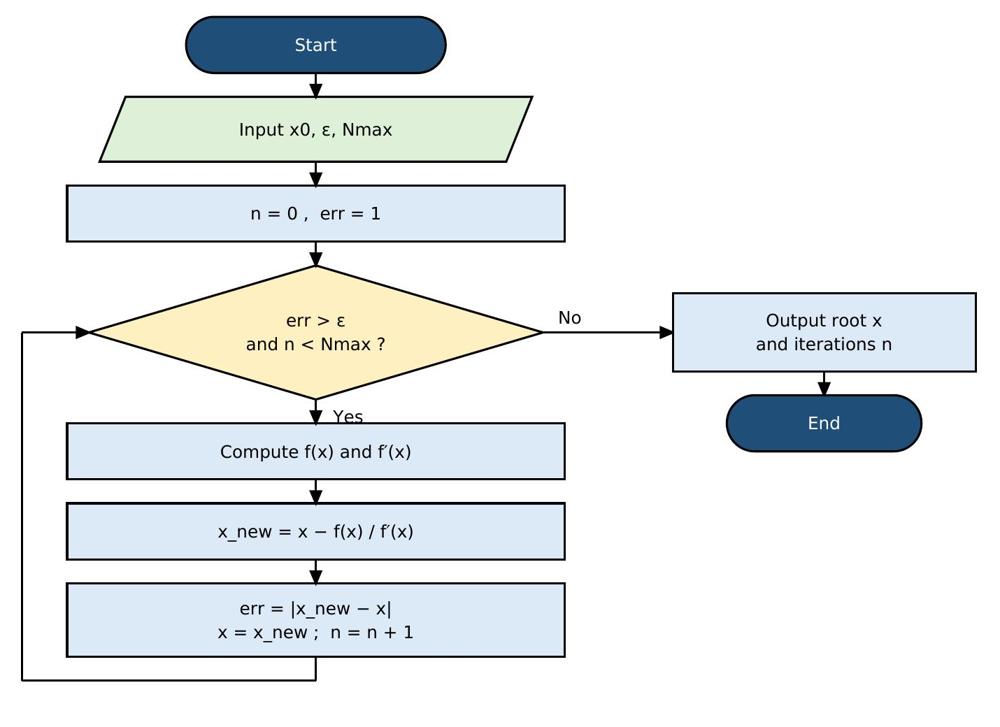 Start
Input x0, ε, Nmax
n = 0 ,  err = 1
err > ε
and n < Nmax ?
No
Output root x
and iterations n
End
Yes
Compute f(x) and f′(x)
x_new = x − f(x) / f′(x)
err = |x_new − x|
x = x_new ;  n = n + 1